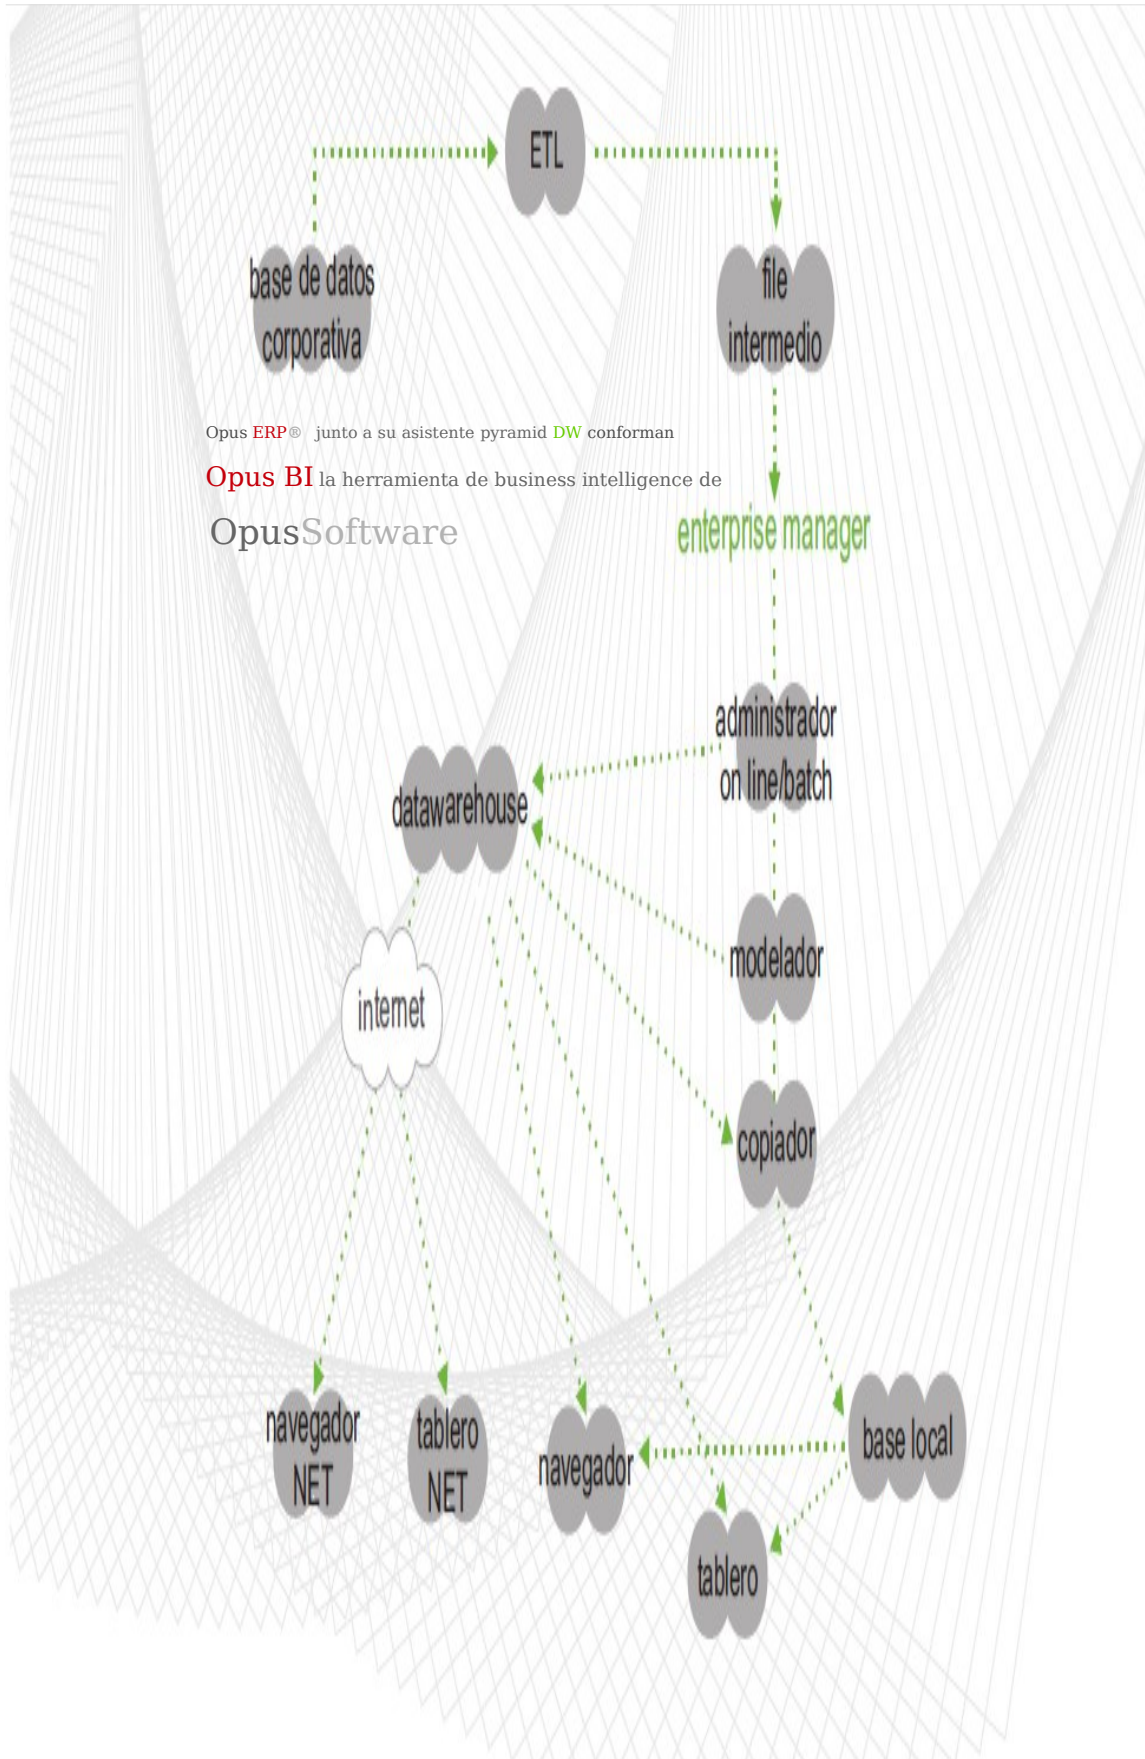 ETL
base de datos
corporativa
file
intermedio
Opus ERP® junto a su asistente pyramid DW conforman
Opus BI la herramienta de business intelligence de
OpusSoftware
enterprise manager
administrador
on line/batch
datawarehouse
modelador
internet
copiador
navegador
NET
tablero
NET
navegador
base local
tablero